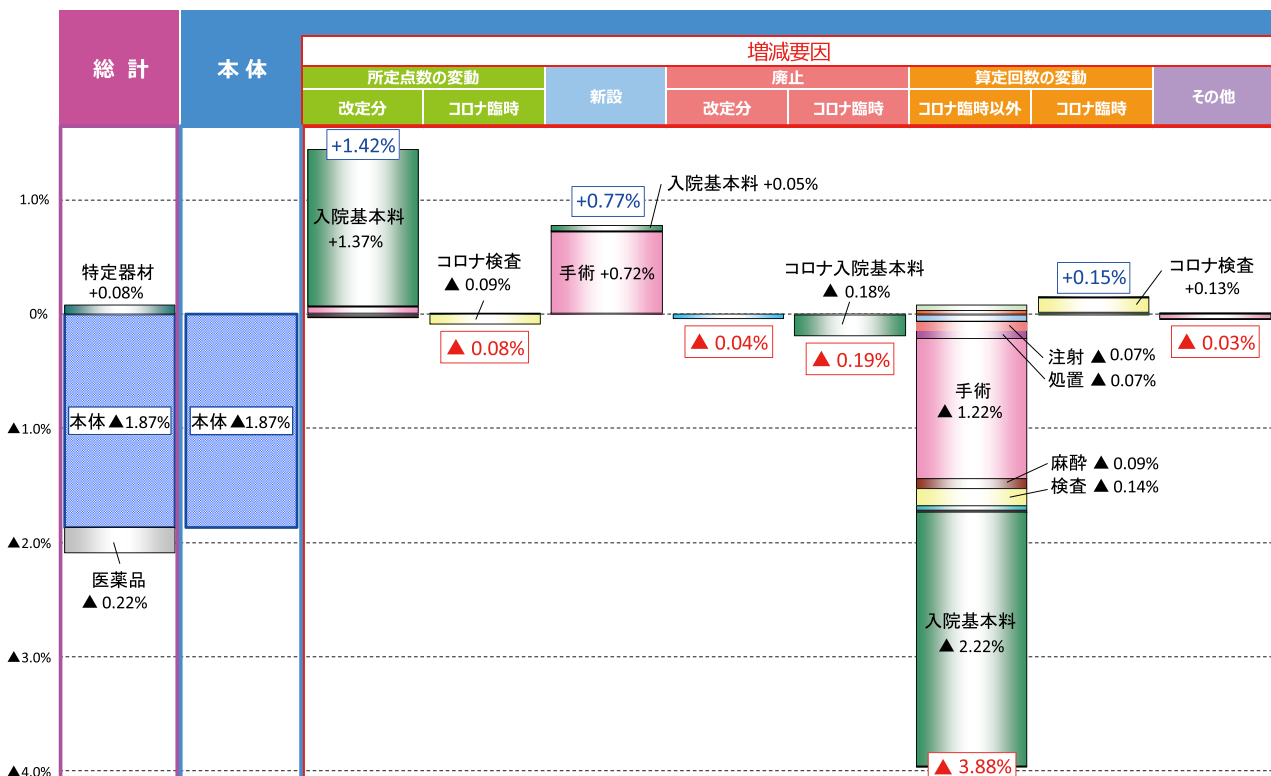 総 計
本 体
増減要因
所定点数の変動
新設
廃止
算定回数の変動
その他
改定分
コロナ臨時
改定分
コロナ臨時
コロナ臨時以外
コロナ臨時
1.0%
0%
▲1.0%
▲2.0%
▲3.0%
▲4.0%
特定器材
+0.08%
本体 ▲1.87%
医薬品
▲ 0.22%
本体 ▲1.87%
+1.42%
入院基本料
+1.37%
コロナ検査
▲ 0.09%
▲ 0.08%
+0.77%
入院基本料 +0.05%
手術 +0.72%
▲ 0.04%
コロナ入院基本料
▲ 0.18%
▲ 0.19%
注射 ▲ 0.07%
処置 ▲ 0.07%
手術
▲ 1.22%
麻酔 ▲ 0.09%
検査 ▲ 0.14%
入院基本料
▲ 2.22%
▲ 3.88%
+0.15%
コロナ検査
+0.13%
▲ 0.03%